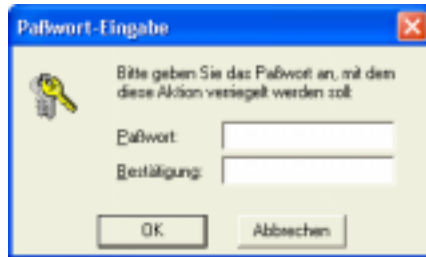 Paßwort-Eingabe
Bitte geben Sie das Paßwort an, mit dem
diese Aktion verriegelt werden soll:
Paßwort:
Bestätigung:
OK
Abbrechen